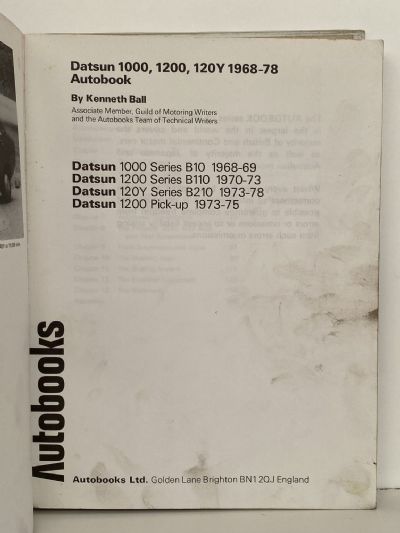 Datsun 1000, 1200, 120Y 1968-78
Autobook
By Kenneth Ball
Associate Member, Guild of Motoring Writers
and the Autobooks Team of Technical Writers
Datsun 1000 Series B10 1968-69
Datsun 1200 Series B110 1970-73
Datsun 120Y Series B210 1973-78
Datsun 1200 Pick-up 1973-75
Autobooks
Autobooks Ltd. Golden Lane Brighton BN1 2QJ England